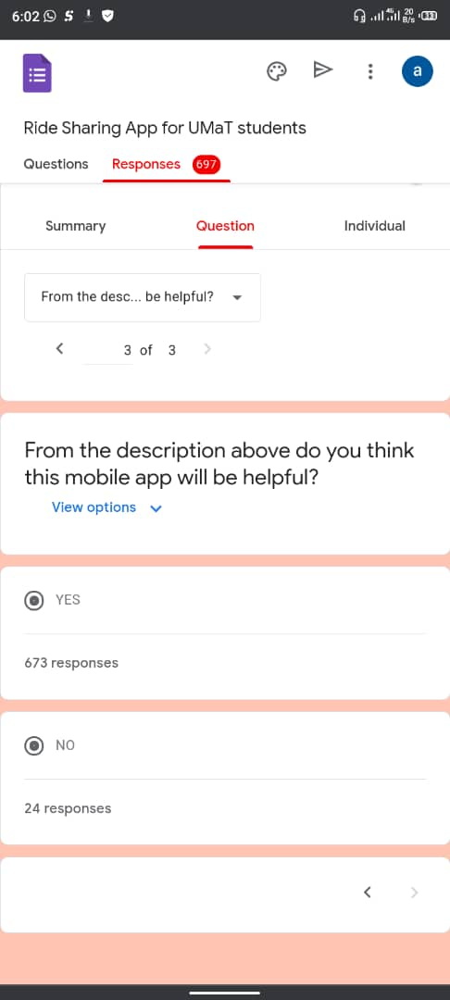 6:02
20
B/s
a
Ride Sharing App for UMaT students
Questions Responses 697
Summary Question Individual
From the desc... be helpful?
3 of 3
From the description above do you think
this mobile app will be helpful?
View options
YES
673 responses
NO
24 responses